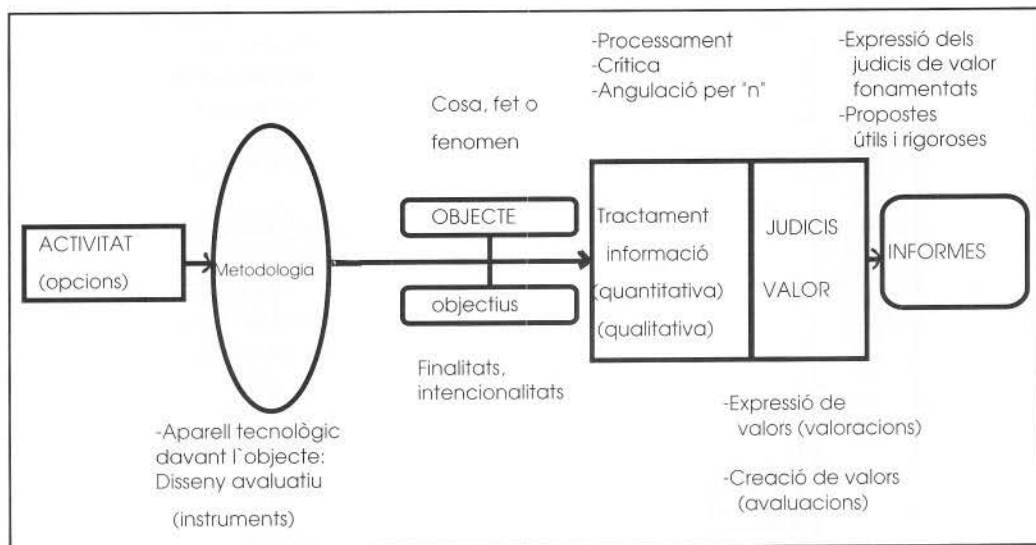 -Processament
-Crítica
-Angulació per "n"
-Expressió dels
judicis de valor
fonamentats
-Propostes
útils i rigoroses
Cosa, fet o
fenomen
ACTIVITAT
(opcions)
Metodologia
OBJECTE
objectius
Tractament
informació
(quantitativa)
(qualitativa)
JUDICIS
VALOR
INFORMES
Finalitats,
intencionalitats
-Aparell tecnològic
davant l`objecte:
Disseny avaluatiu
(instruments)
-Expressió de
valors (valoracions)
-Creació de valors
(avaluacions)